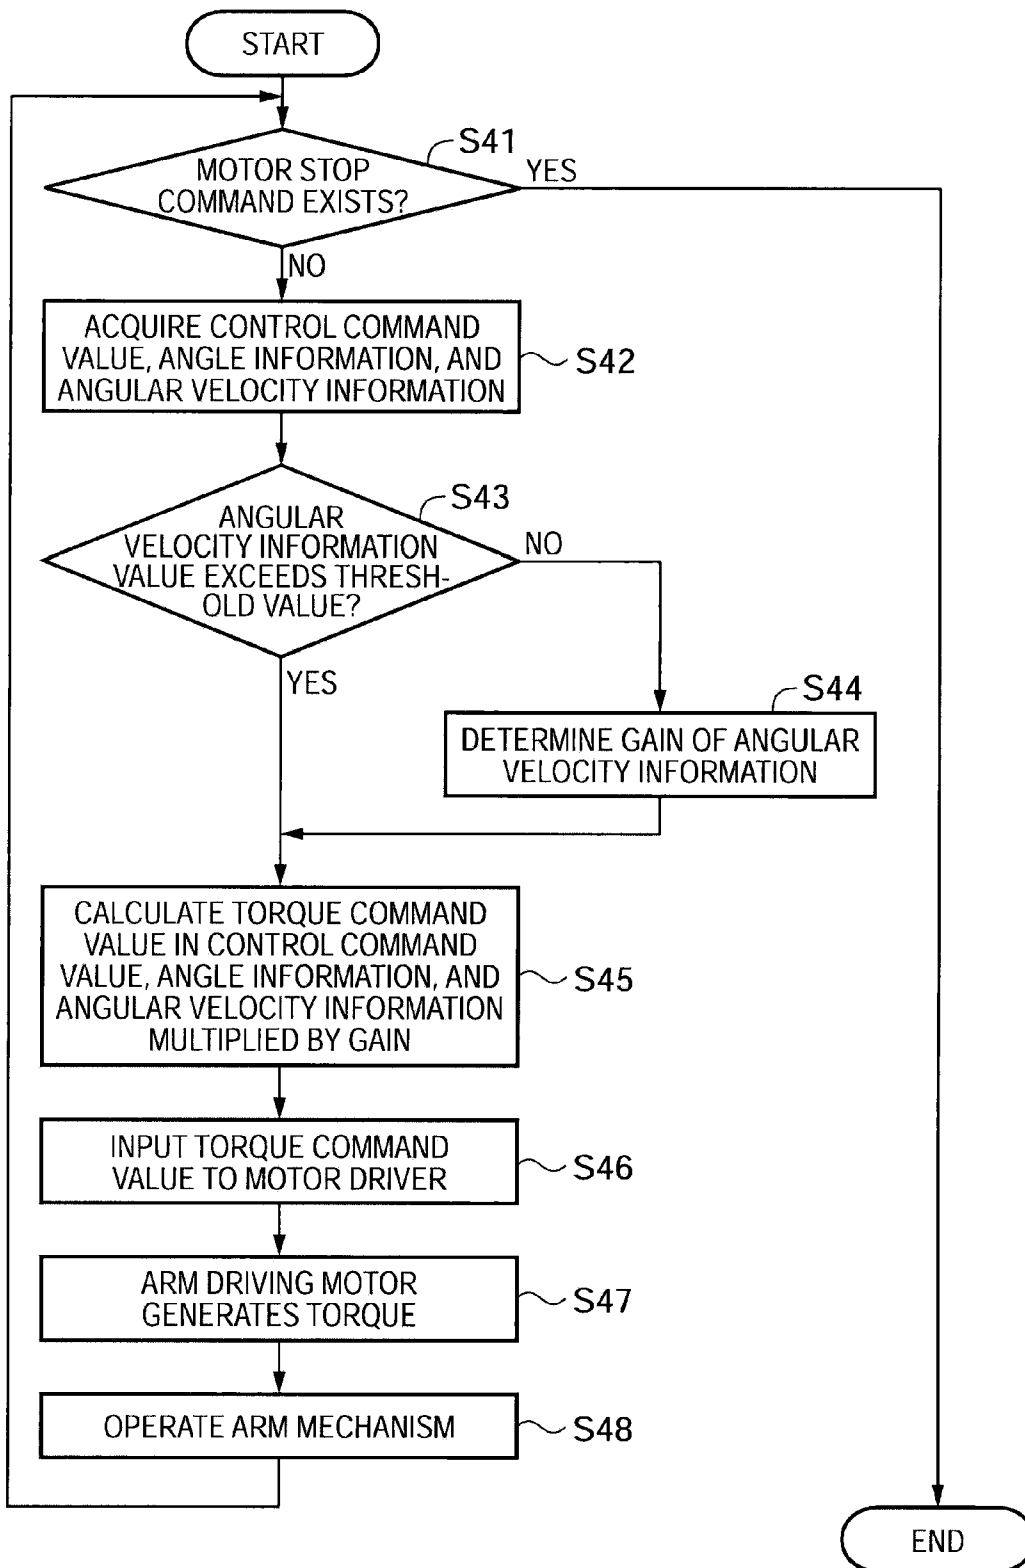 START
S41
MOTOR STOP
COMMAND EXISTS?
YES
NO
ACQUIRE CONTROL COMMAND
VALUE, ANGLE INFORMATION, AND
ANGULAR VELOCITY INFORMATION
S42
S43
ANGULAR
VELOCITY INFORMATION
VALUE EXCEEDS THRESH-
OLD VALUE?
NO
YES
S44
DETERMINE GAIN OF ANGULAR
VELOCITY INFORMATION
CALCULATE TORQUE COMMAND
VALUE IN CONTROL COMMAND
VALUE, ANGLE INFORMATION, AND
ANGULAR VELOCITY INFORMATION
MULTIPLIED BY GAIN
S45
INPUT TORQUE COMMAND
VALUE TO MOTOR DRIVER
S46
ARM DRIVING MOTOR
GENERATES TORQUE
S47
OPERATE ARM MECHANISM
S48
END